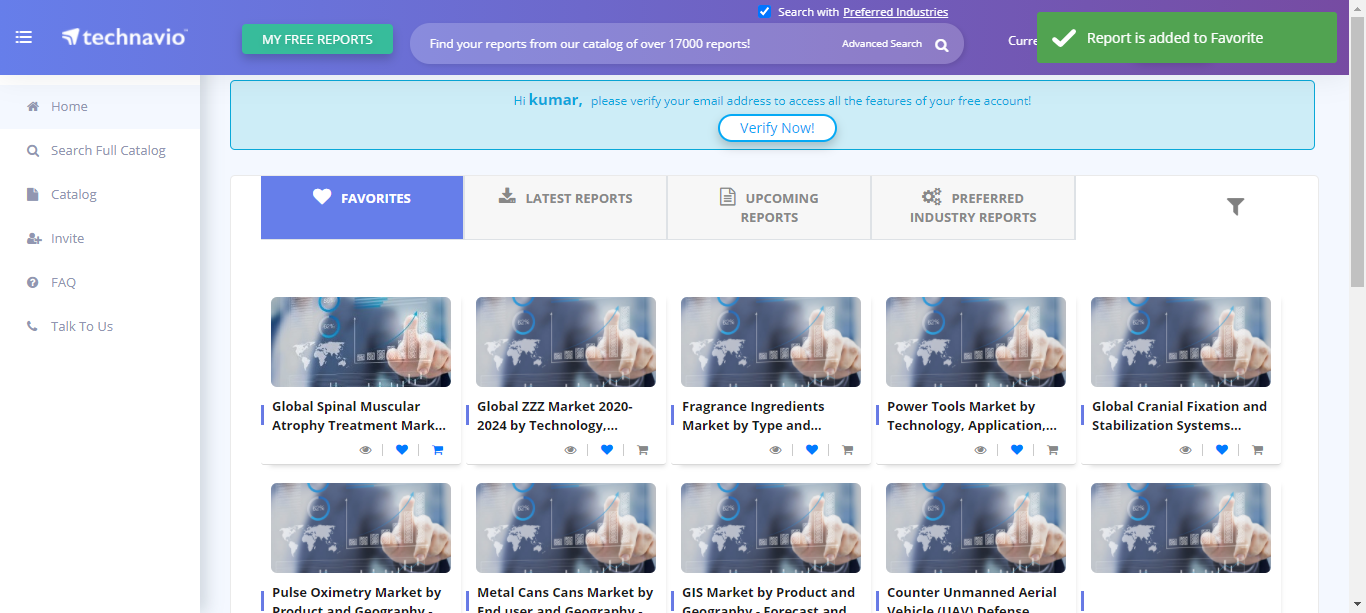 Search with Preferred Industries
technavio
MY FREE REPORTS
Find your reports from our catalog of over 17000 reports!
Advanced Search
Report is added to Favorite
Hi kumar, please verify your email address to access all the features of your free account!
Verify Now!
Home
Search Full Catalog
Catalog
Invite
FAQ
Talk To Us
FAVORITES
LATEST REPORTS
UPCOMING
REPORTS
PREFERRED
INDUSTRY REPORTS
Global Spinal Muscular
Atrophy Treatment Mark...
Global ZZZ Market 2020-
2024 by Technology,...
Fragrance Ingredients
Market by Type and...
Power Tools Market by
Technology, Application,...
Global Cranial Fixation and
Stabilization Systems...
Pulse Oximetry Market by
Product and Geography -
Metal Cans Cans Market by
End user and Geography -
GIS Market by Product and
Geography - Forecast and
Counter Unmanned Aerial
Vehicle (UAV) Defense